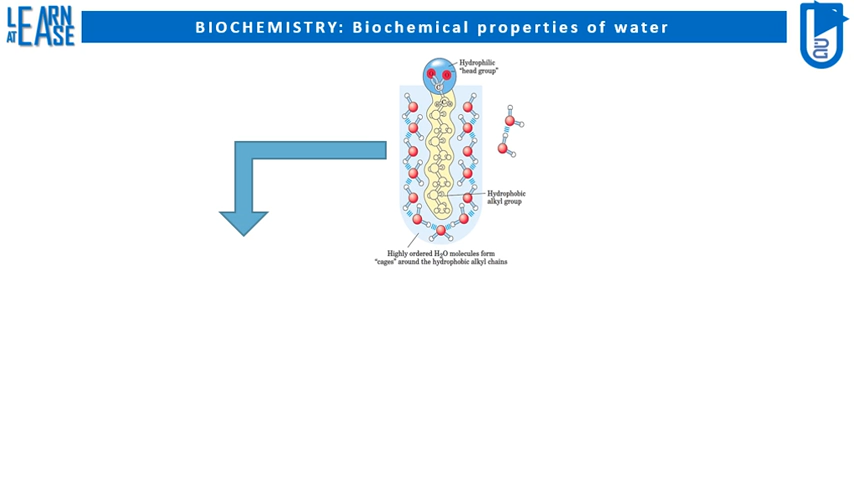 LEARN
AT EASE
BIOCHEMISTRY: Biochemical properties of water
Hydrophilic
"head group"
Hydrophobic
alkyl group
Highly ordered H₂O molecules form
"cages" around the hydrophobic alkyl chains